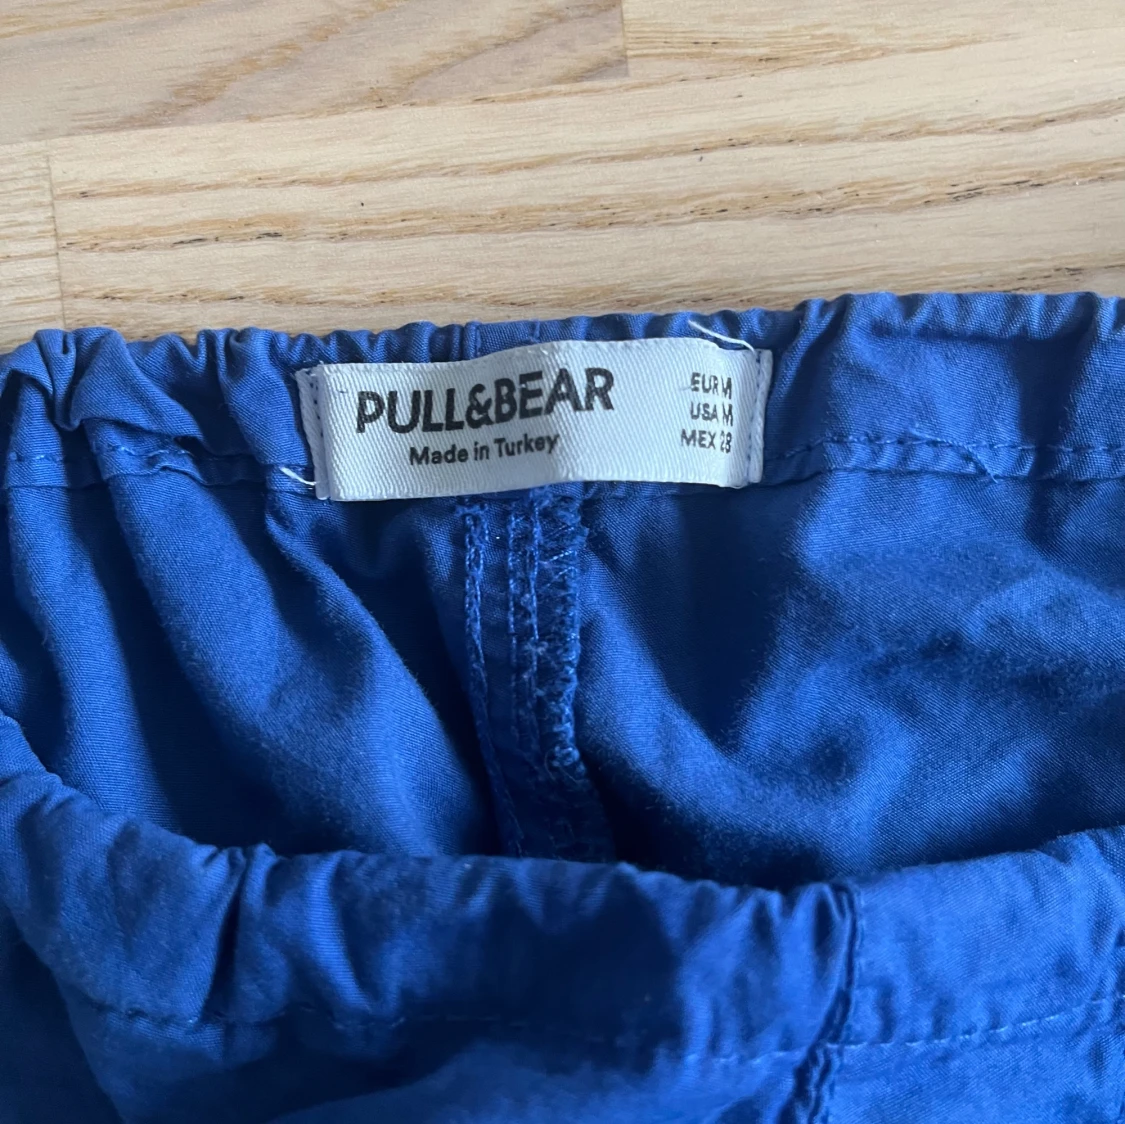 PULL&BEAR
Made in Turkey
EUR M
USA M
MEX 28